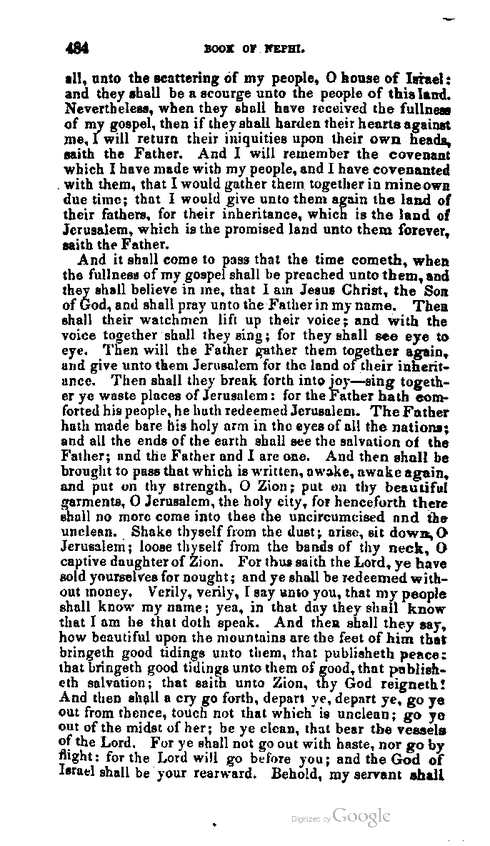 484 BOOK OF NEPHI.
all, unto the scattering of my people, O house of Israel:
and they shall be a scourge unto the people of this land.
Nevertheless, when they shall have received the fullness
of my gospel, then if they shall harden their hearts against
me, I will return their iniquities upon their own heads,
saith the Father. And I will remember the covenant
which I have made with my people, and I have covenanted
with them, that I would gather them together in mine own
due time; that I would give unto them again the land of
their fathers, for their inheritance, which is the land of
Jerusalem, which is the promised land unto them forever,
saith the Father.
And it shall come to pass that the time cometh, when
the fullness of my gospel shall be preached unto them, and
they shall believe in me, that I am Jesus Christ, the Son
of God, and shall pray unto the Father in my name. Then
shall their watchmen lift up their voice; and with the
voice together shall they sing; for they shall see eye to
eye. Then will the Father gather them together again,
and give unto them Jerusalem for the land of their inherit-
ance. Then shall they break forth into joy—sing togeth-
er ye waste places of Jerusalem: for the Father hath com-
forted his people, he hath redeemed Jerusalem. The Father
hath made bare his holy arm in the eyes of all the nations;
and all the ends of the earth shall see the salvation of the
Father; and the Father and I are one. And then shall be
brought to pass that which is written, awake, awake again,
and put on thy strength, O Zion; put on thy beautiful
garments, O Jerusalem, the holy city, for henceforth there
shall no more come into thee the uncircumcised and the
unclean. Shake thyself from the dust; arise, sit down, O
Jerusalem; loose thyself from the bands of thy neck, O
captive daughter of Zion. For thus saith the Lord, ye have
sold yourselves for nought; and ye shall be redeemed with-
out money. Verily, verily, I say unto you, that my people
shall know my name; yea, in that day they shall know
that I am he that doth speak. And then shall they say,
how beautiful upon the mountains are the feet of him that
bringeth good tidings unto them, that publisheth peace:
that bringeth good tidings unto them of good, that publish-
eth salvation; that saith unto Zion, thy God reigneth!
And then shall a cry go forth, depart ye, depart ye, go ye
out from thence, touch not that which is unclean; go ye
out of the midst of her; be ye clean, that bear the vessels
of the Lord. For ye shall not go out with haste, nor go by
flight: for the Lord will go before you; and the God of
Israel shall be your rearward. Behold, my servant shall
Digitized by Google